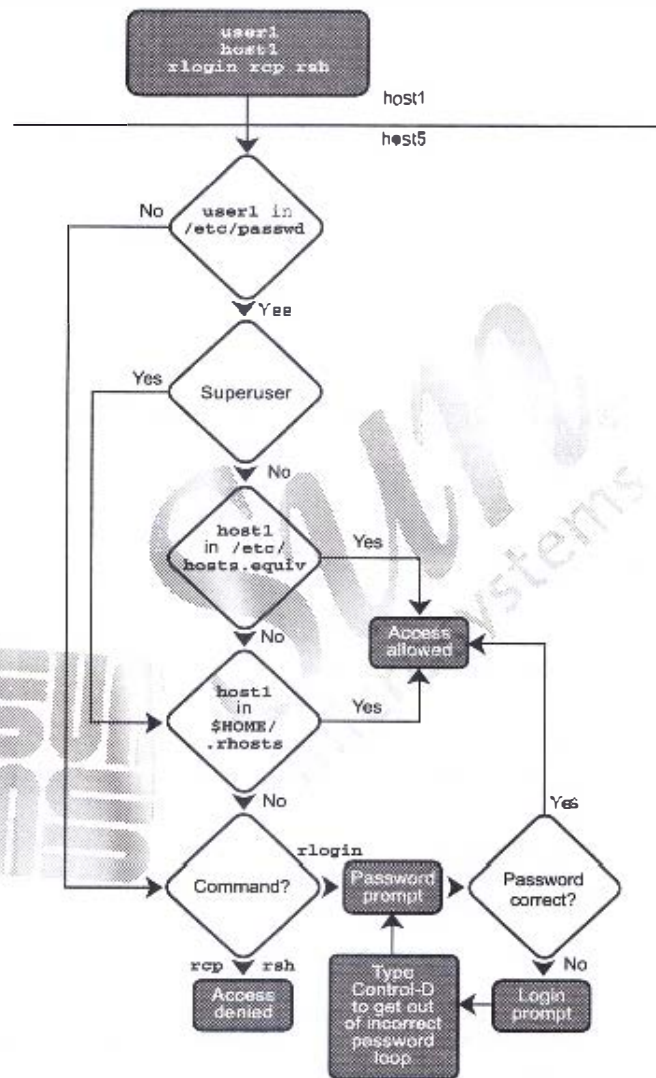 user1
host1
rlogin rcp rsh
host1
host5
No
user1 in
/etc/passwd
Yes
Yes
Superuser
No
host1
in /etc/
hosts.equiv
Yes
Access
allowed
No
host1
in
$HOME/
.rhosts
Yes
No
Yes
Command?
rlogin
Password
prompt
Password
correct?
rcp rsh
Access
denied
Type
Control-D
to get out
of incorrect
password
loop
No
Login
prompt
Sun
systems